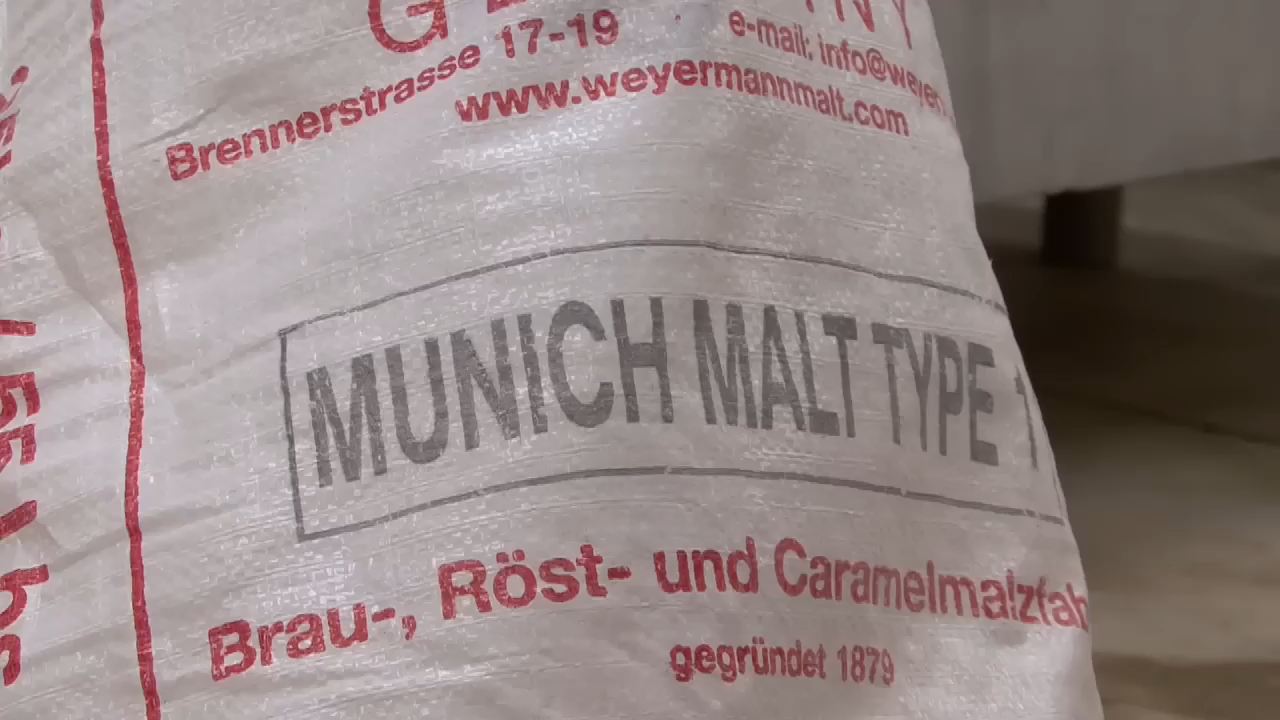 Brennerstrasse 17-19
e-mail: info@weyer
www.weyermannmalt.com
MUNICH MALT TYPE 1
Brau-, Röst- und Caramelmalzfab
gegründet 1879